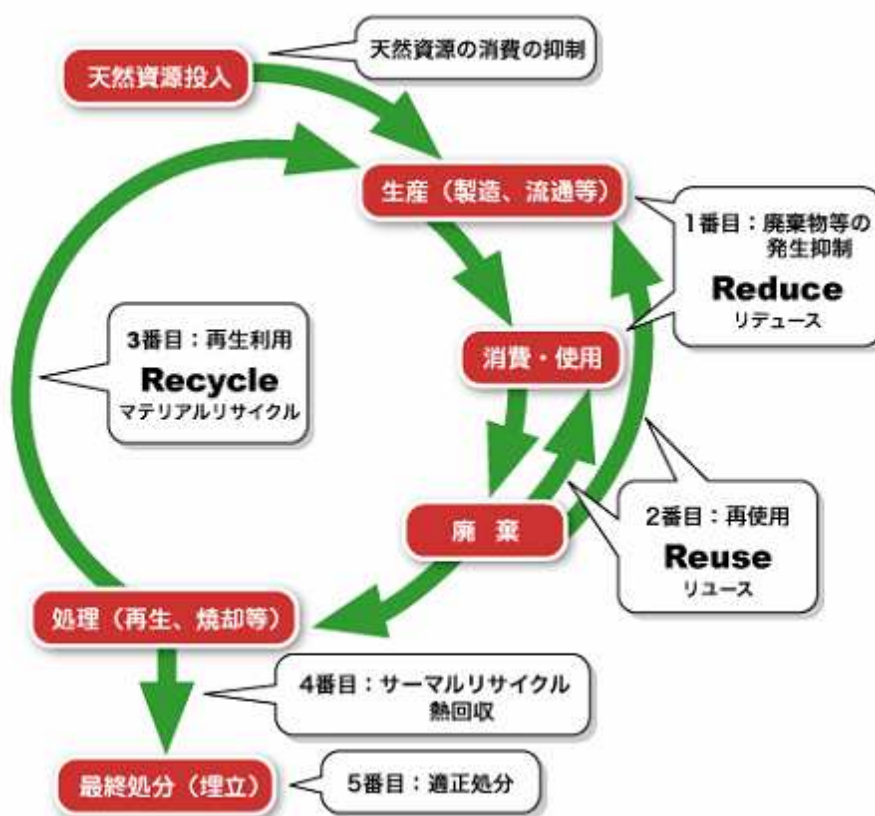 天然資源の消費の抑制
天然資源投入
生産（製造、流通等）
1番目：廃棄物等の
発生抑制
Reduce
リデュース
3番目：再生利用
Recycle
マテリアルリサイクル
消費・使用
2番目：再使用
Reuse
リユース
廃 棄
処理（再生、焼却等）
4番目：サーマルリサイクル
熱回収
最終処分（埋立）
5番目：適正処分